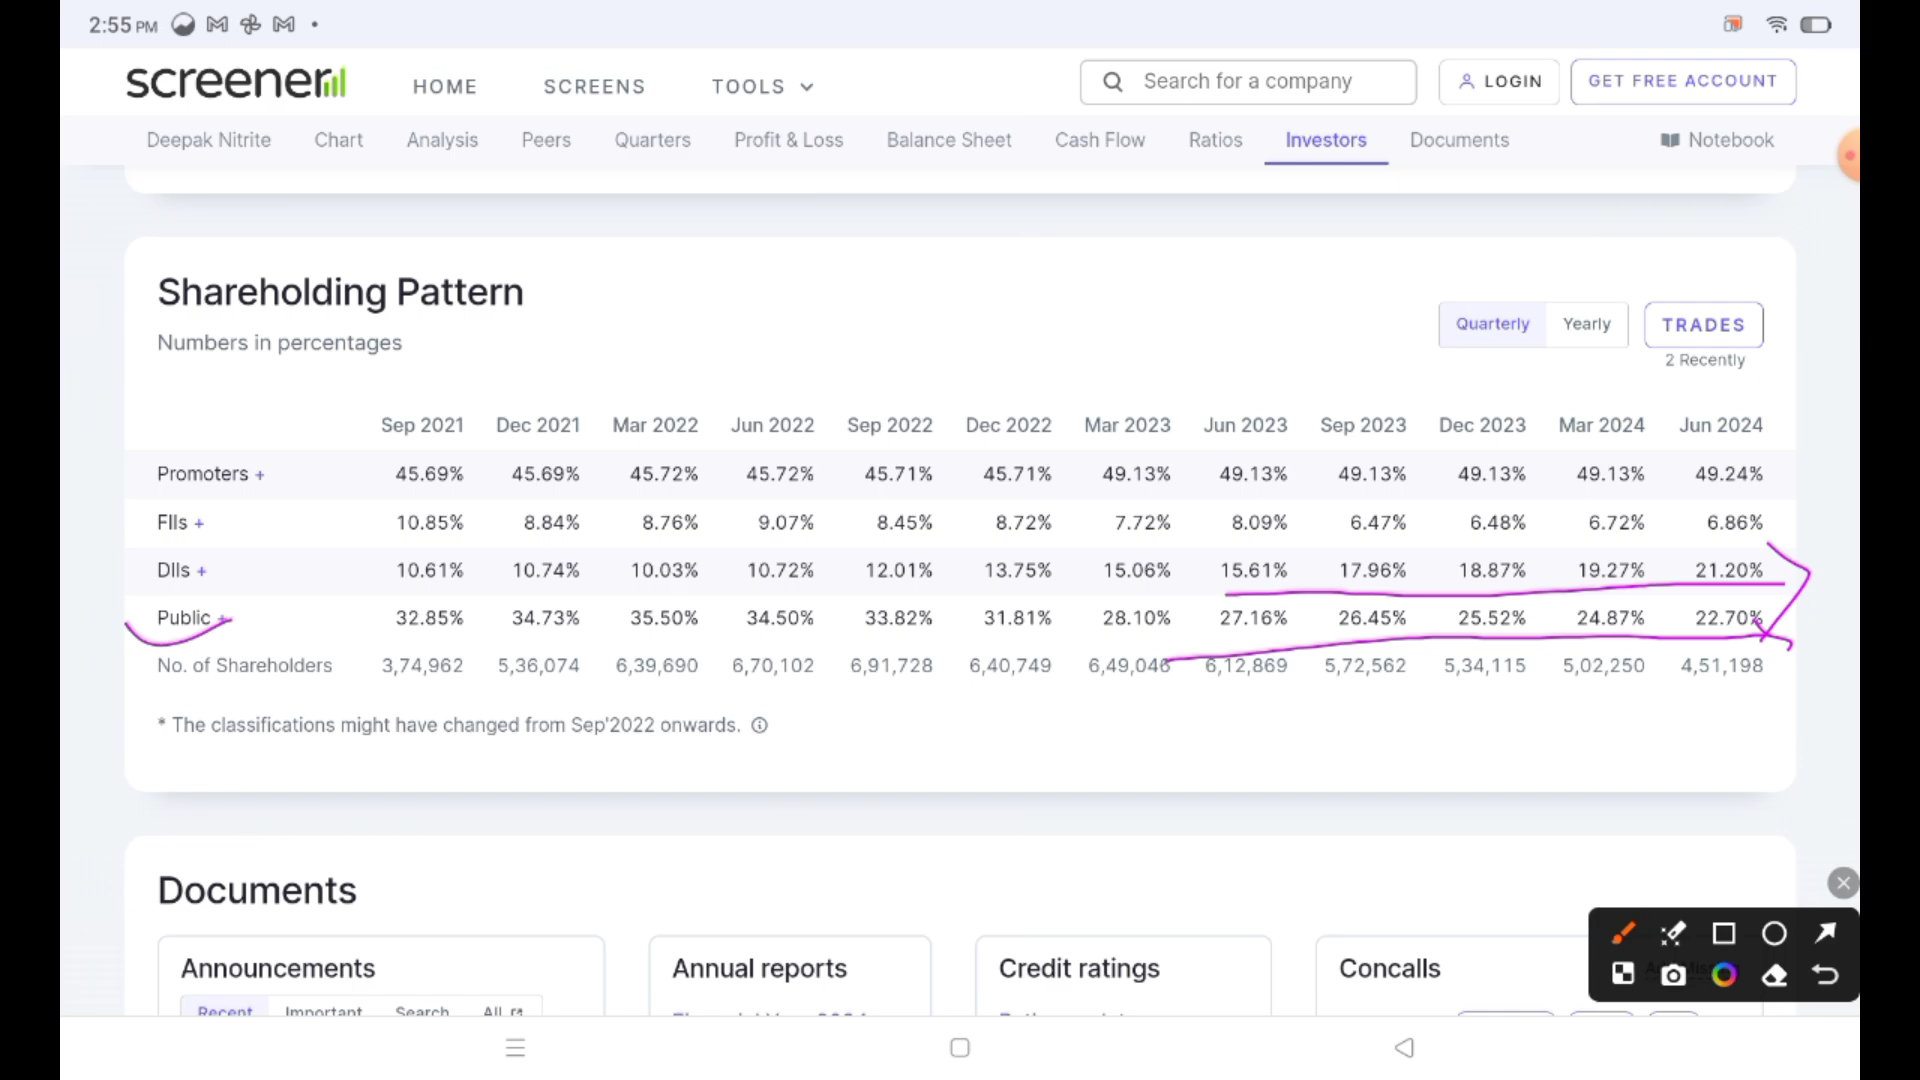 2:55 PM
screener HOME SCREENS TOOLS Search for a company LOGIN GET FREE ACCOUNT
Deepak Nitrite Chart Analysis Peers Quarters Profit & Loss Balance Sheet Cash Flow Ratios Investors Documents Notebook
Shareholding Pattern
Numbers in percentages
Quarterly Yearly TRADES
2 Recently
Sep 2021 Dec 2021 Mar 2022 Jun 2022 Sep 2022 Dec 2022 Mar 2023 Jun 2023 Sep 2023 Dec 2023 Mar 2024 Jun 2024
Promoters + 45.69% 45.69% 45.72% 45.72% 45.71% 45.71% 49.13% 49.13% 49.13% 49.13% 49.13% 49.24%
FIIs + 10.85% 8.84% 8.76% 9.07% 8.45% 8.72% 7.72% 8.09% 6.47% 6.48% 6.72% 6.86%
DIIs + 10.61% 10.74% 10.03% 10.72% 12.01% 13.75% 15.06% 15.61% 17.96% 18.87% 19.27% 21.20%
Public + 32.85% 34.73% 35.50% 34.50% 33.82% 31.81% 28.10% 27.16% 26.45% 25.52% 24.87% 22.70%
No. of Shareholders 3,74,962 5,36,074 6,39,690 6,70,102 6,91,728 6,40,749 6,49,046 6,12,869 5,72,562 5,34,115 5,02,250 4,51,198
* The classifications might have changed from Sep'2022 onwards.
Documents
Announcements Annual reports Credit ratings Concalls
Recent Important Search All